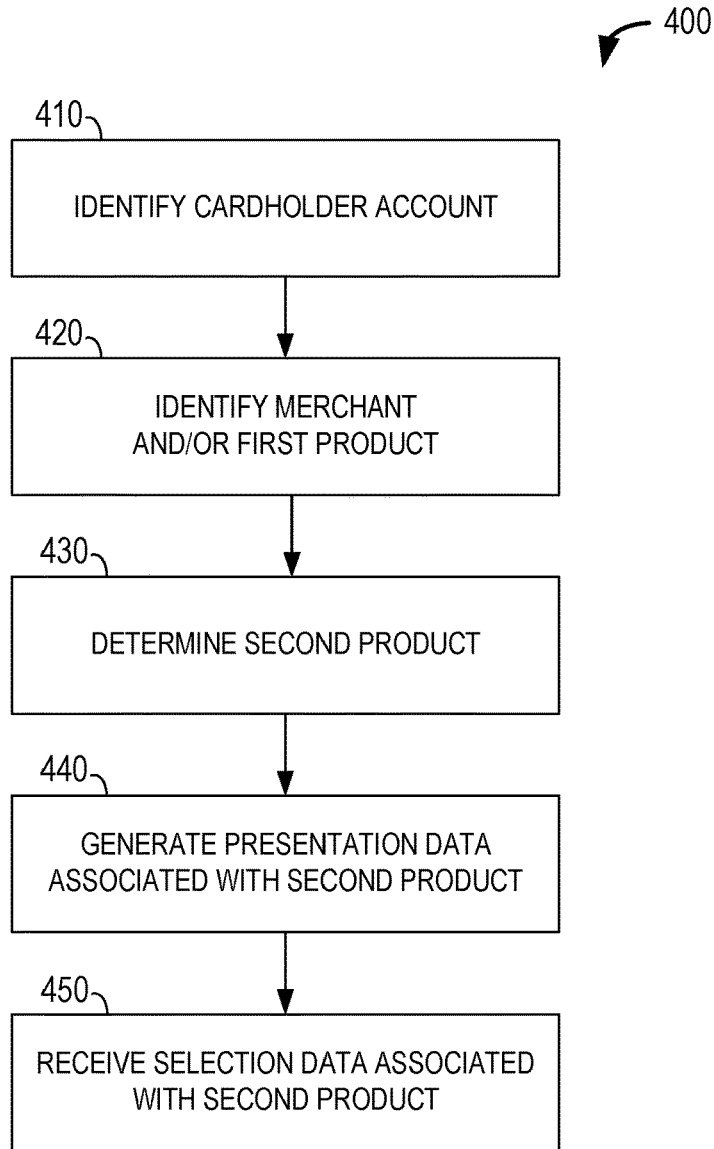 400
410
IDENTIFY CARDHOLDER ACCOUNT
420
IDENTIFY MERCHANT
AND/OR FIRST PRODUCT
430
DETERMINE SECOND PRODUCT
440
GENERATE PRESENTATION DATA
ASSOCIATED WITH SECOND PRODUCT
450
RECEIVE SELECTION DATA ASSOCIATED
WITH SECOND PRODUCT